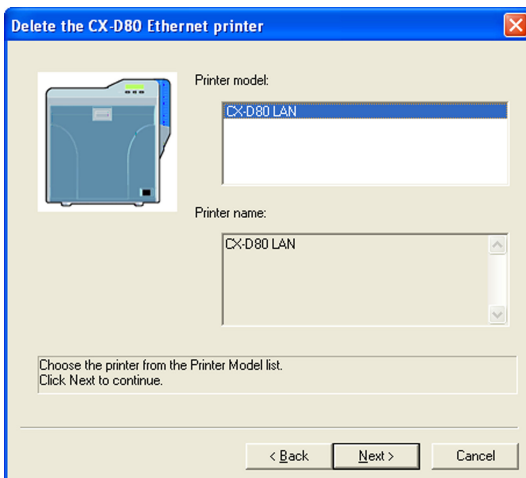 Delete the CX-D80 Ethernet printer
Printer model:
CX-D80 LAN
Printer name:
CX-D80 LAN
Choose the printer from the Printer Model list.
Click Next to continue.
< Back
Next >
Cancel